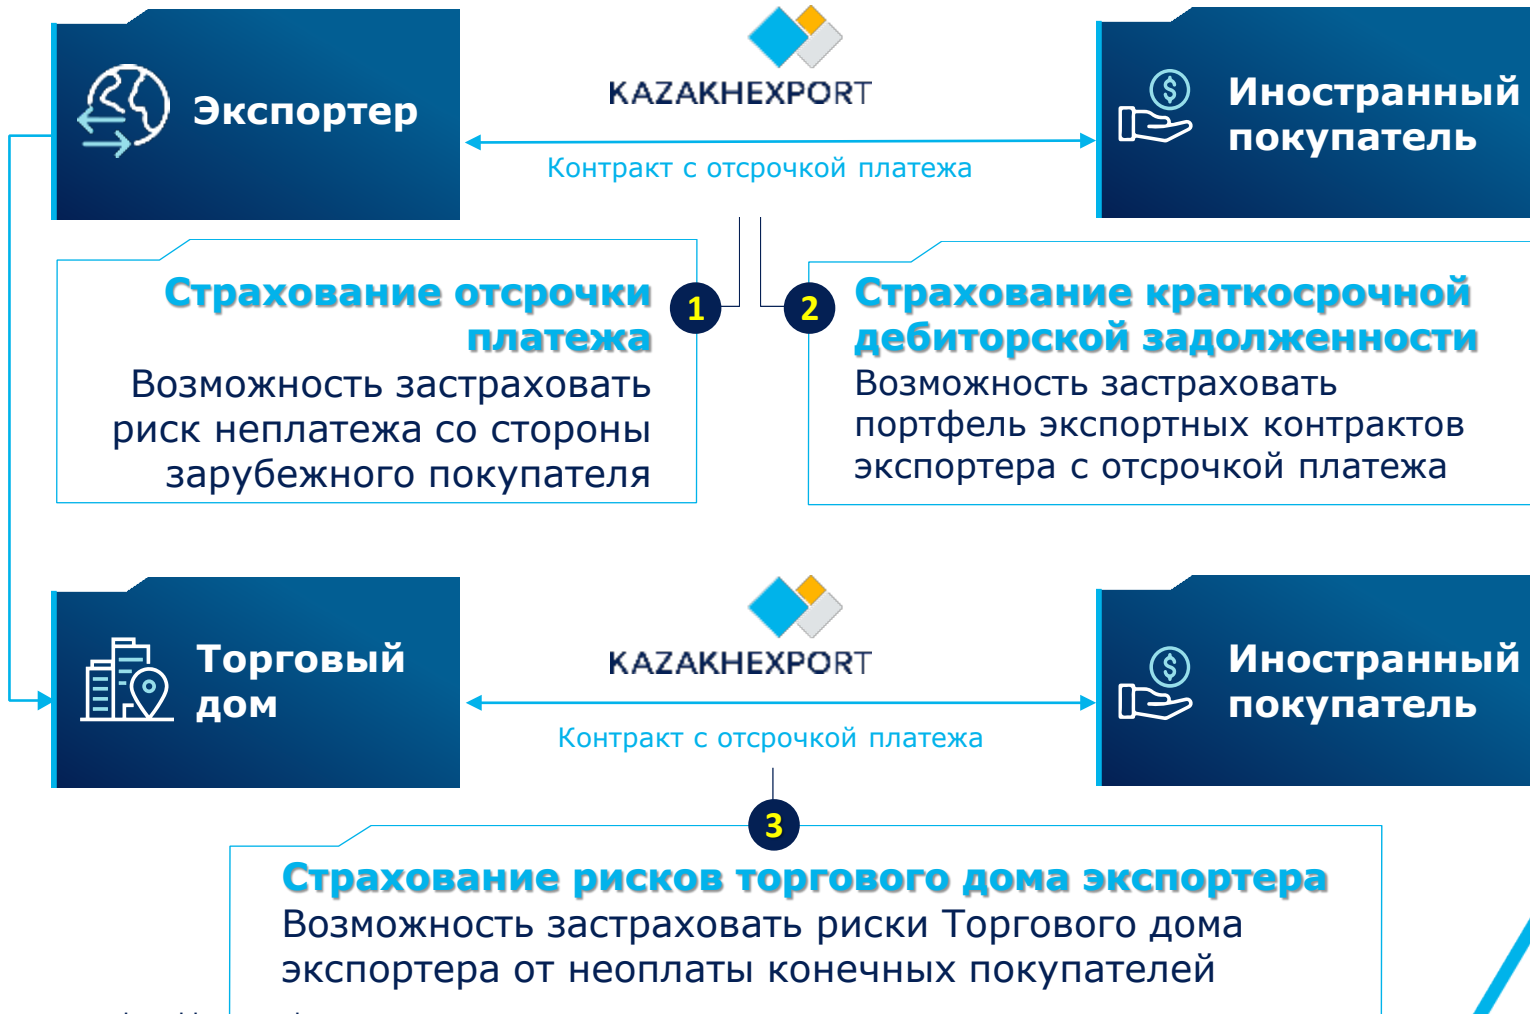 Экспортер
KAZAKHEXPORT
Иностранный
покупатель
Контракт с отсрочкой платежа
1
Страхование отсрочки
платежа
Возможность застраховать
риск неплатежа со стороны
зарубежного покупателя
2
Страхование краткосрочной
дебиторской задолженности
Возможность застраховать
портфель экспортных контрактов
экспортера с отсрочкой платежа
Торговый
дом
KAZAKHEXPORT
Иностранный
покупатель
Контракт с отсрочкой платежа
3
Страхование рисков торгового дома экспортера
Возможность застраховать риски Торгового дома
экспортера от неоплаты конечных покупателей